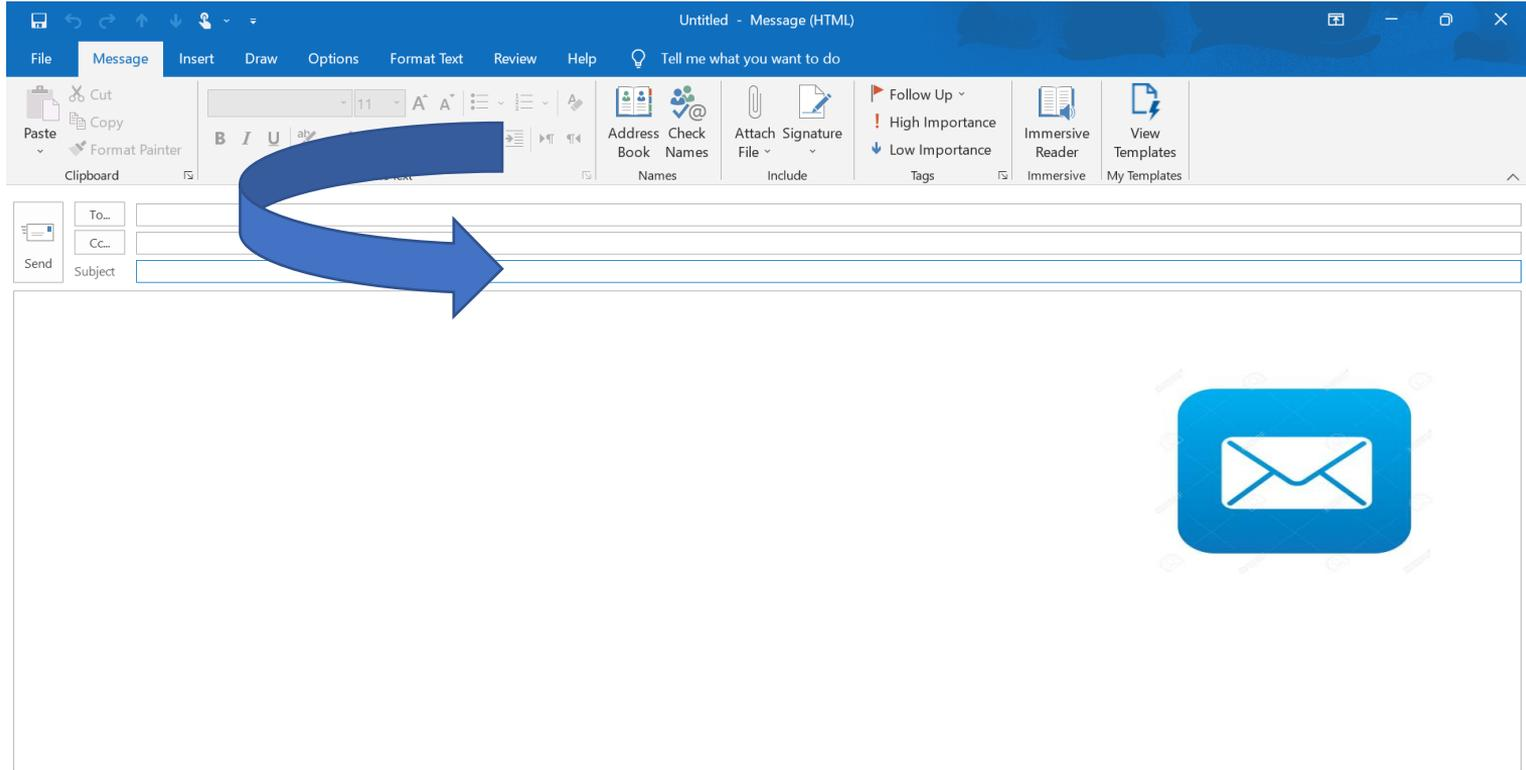 Untitled - Message (HTML)
File Message Insert Draw Options Format Text Review Help Tell me what you want to do
Paste
Cut
Copy
Format Painter
Clipboard
11
B I U
Address Book
Check Names
Names
Attach File
Signature
Include
Follow Up
High Importance
Low Importance
Tags
Immersive Reader
Immersive
View Templates
My Templates
Send
To...
Cc...
Subject